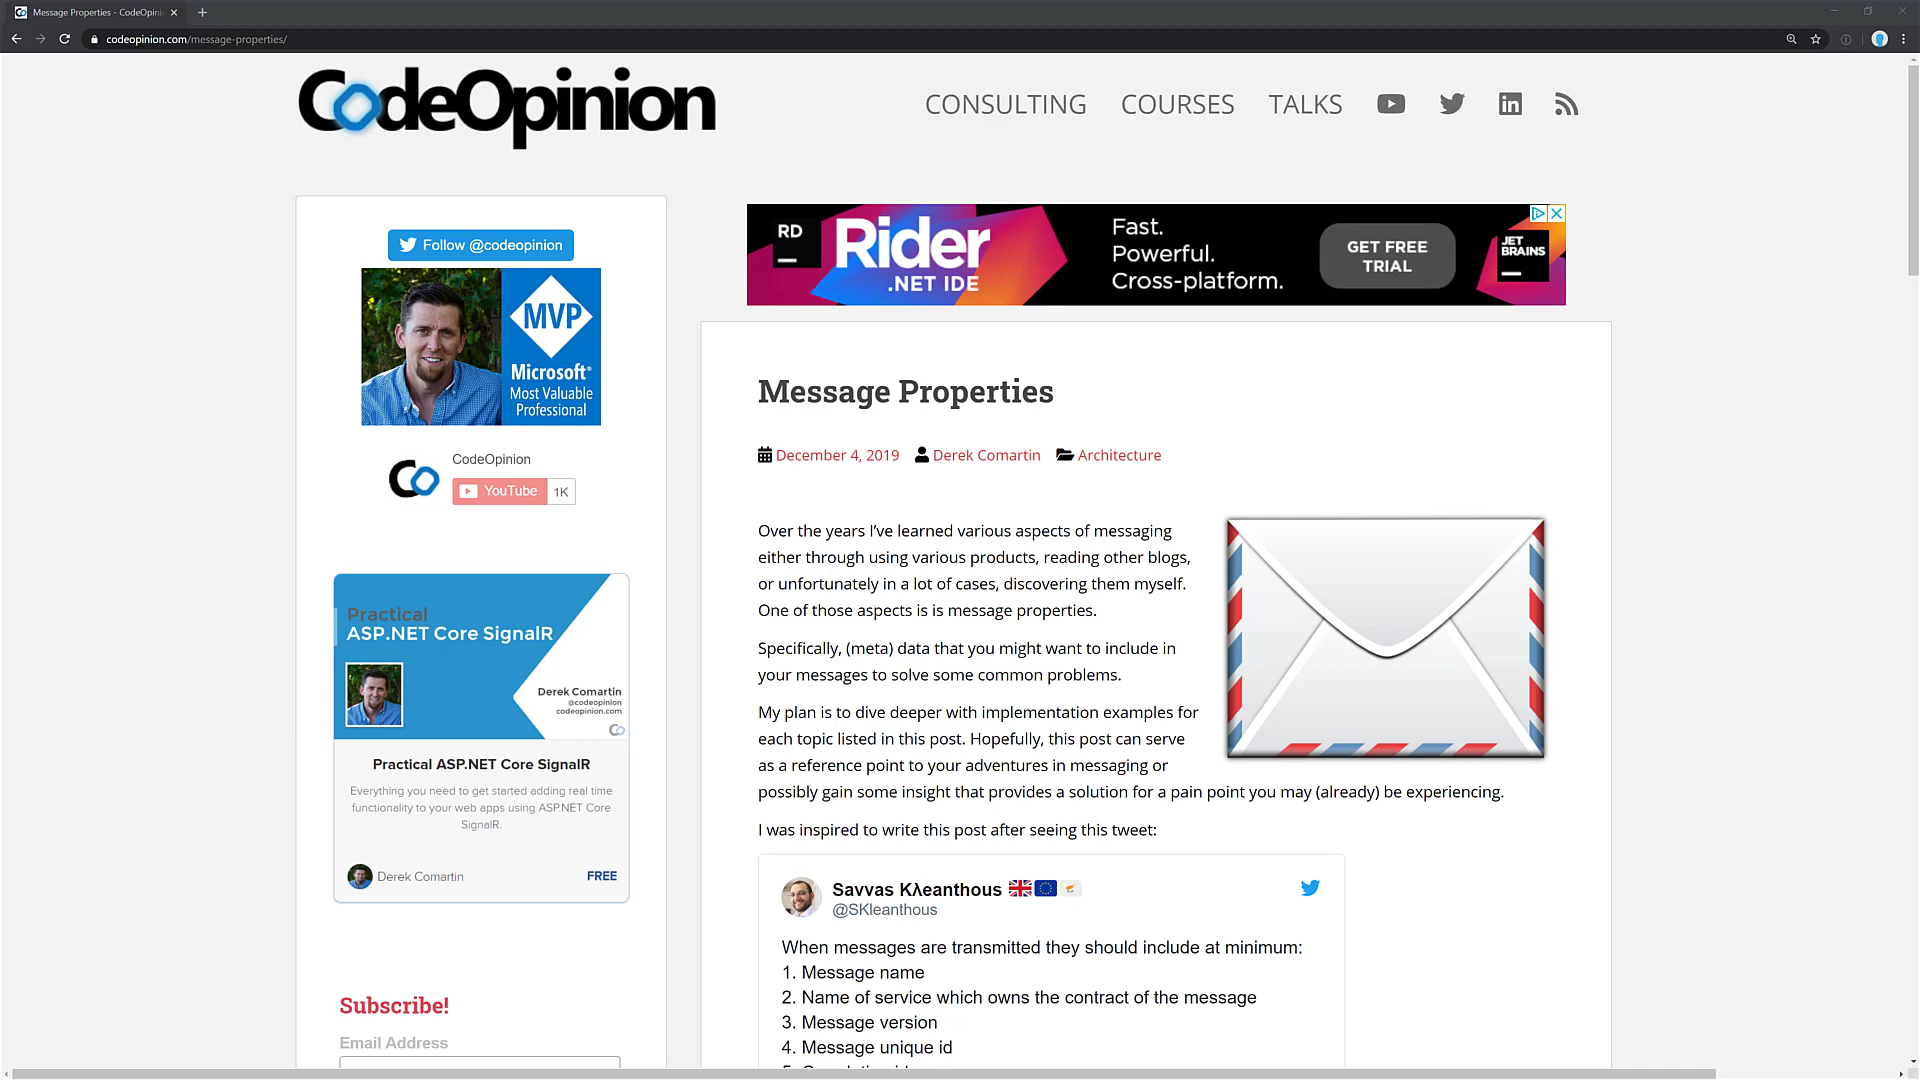 Message Properties - CodeOpini
codeopinion.com/message-properties/
CodeOpinion
CONSULTING
COURSES
TALKS
Follow @codeopinion
MVP
Microsoft
Most Valuable
Professional
CodeOpinion
YouTube
1K
Practical
ASP.NET Core SignalR
Derek Comartin
@codeopinion
codeopinion.com
Practical ASP.NET Core SignalR
Everything you need to get started adding real time
functionality to your web apps using ASP.NET Core
SignalR.
Derek Comartin
FREE
Subscribe!
Email Address
RD
Rider
.NET IDE
Fast.
Powerful.
Cross-platform.
GET FREE
TRIAL
JET
BRAINS
Message Properties
December 4, 2019 Derek Comartin Architecture
Over the years I've learned various aspects of messaging
either through using various products, reading other blogs,
or unfortunately in a lot of cases, discovering them myself.
One of those aspects is is message properties.
Specifically, (meta) data that you might want to include in
your messages to solve some common problems.
My plan is to dive deeper with implementation examples for
each topic listed in this post. Hopefully, this post can serve
as a reference point to your adventures in messaging or
possibly gain some insight that provides a solution for a pain point you may (already) be experiencing.
I was inspired to write this post after seeing this tweet:
Savvas Kλeanthous
@SKleanthous
When messages are transmitted they should include at minimum:
1. Message name
2. Name of service which owns the contract of the message
3. Message version
4. Message unique id